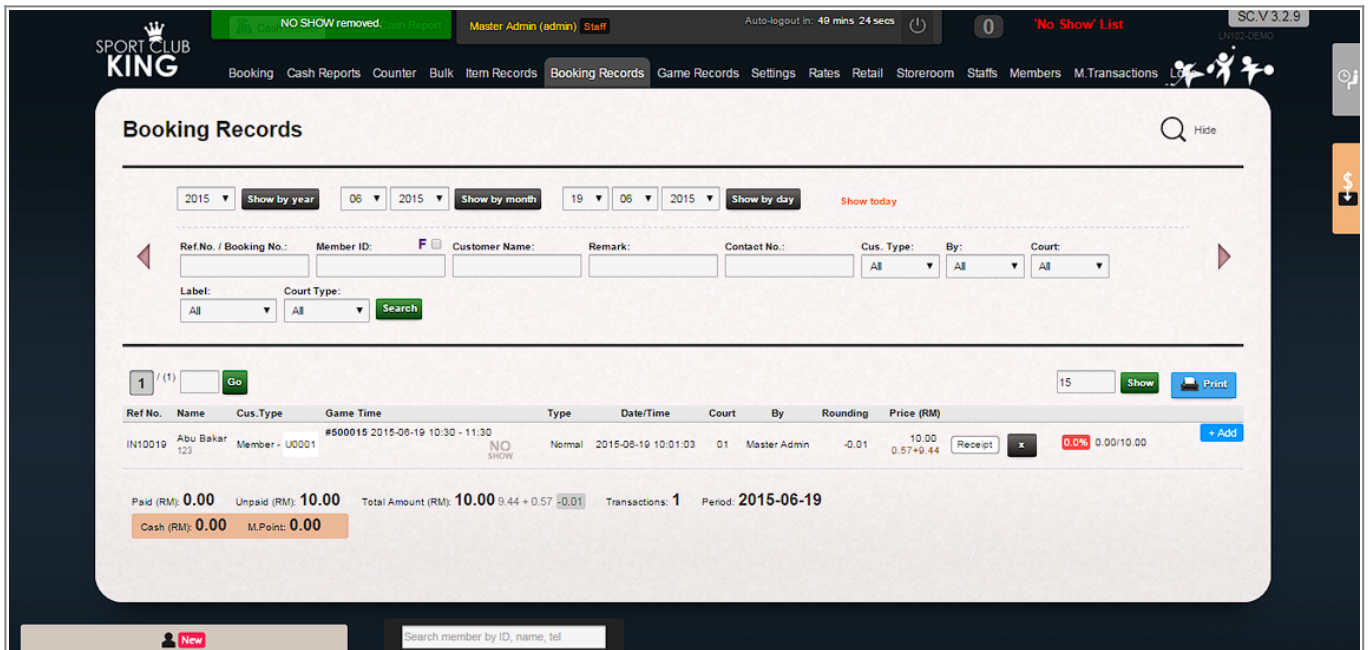 NO SHOW removed.
Cash Report
Master Admin (admin) Staff
Auto-logout in: 49 mins 24 secs
0
'No Show' List
SC.V 3.2.9
LN102-DEMO
SPORT CLUB
KING
Booking Cash Reports Counter Bulk Item Records Booking Records Game Records Settings Rates Retail Storeroom Staffs Members M.Transactions
Booking Records
Hide
2015 Show by year 06 2015 Show by month 19 06 2015 Show by day Show today
Ref.No. / Booking No.: Member ID: F Customer Name: Remark: Contact No.: Cus. Type: By: Court:
All All All
Label: Court Type:
All All Search
1 / (1) Go 15 Show Print
Ref No. Name Cus.Type Game Time Type Date/Time Court By Rounding Price (RM)
+ Add
IN10019 Abu Bakar 123 Member - U0001 #500015 2015-06-19 10:30 - 11:30 NO SHOW Normal 2015-06-19 10:01:03 01 Master Admin -0.01 10.00 0.57+9.44 Receipt x 0.0% 0.00/10.00
Paid (RM): 0.00 Unpaid (RM): 10.00 Total Amount (RM): 10.00 9.44 + 0.57 -0.01 Transactions: 1 Period: 2015-06-19
Cash (RM): 0.00 M.Point: 0.00
New
Search member by ID, name, tel